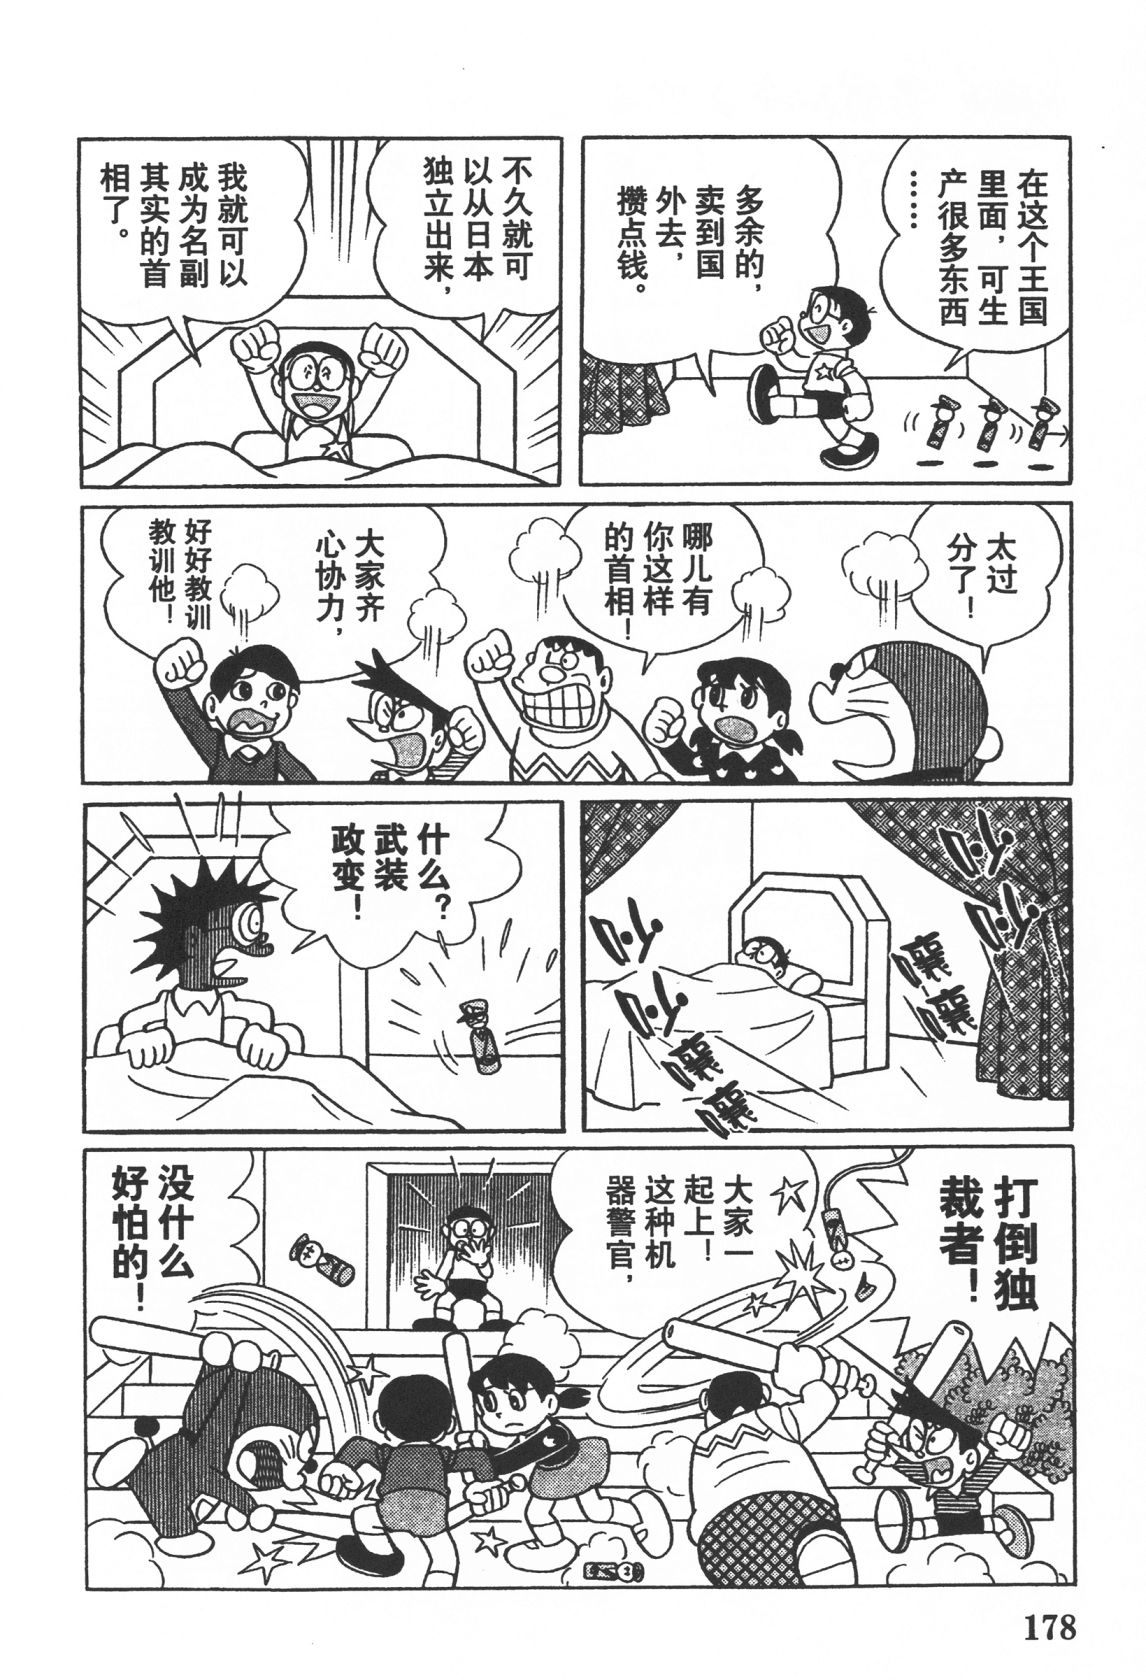 在这个王国
里面，可生
产很多东西
……
多余的，
卖到国
外去，
攒点钱。
不久就可
以从日本
独立出来，
我就可以
成为名副
其实的首
相了。
太过
分了！
哪儿有
你这样
的首相！
大家齐
心协力，
好好教训
教训他！
什么？
武装
政变！
打倒独
裁者！
大家一
起上！
这种机
器警官，
没什么
好怕的！
178